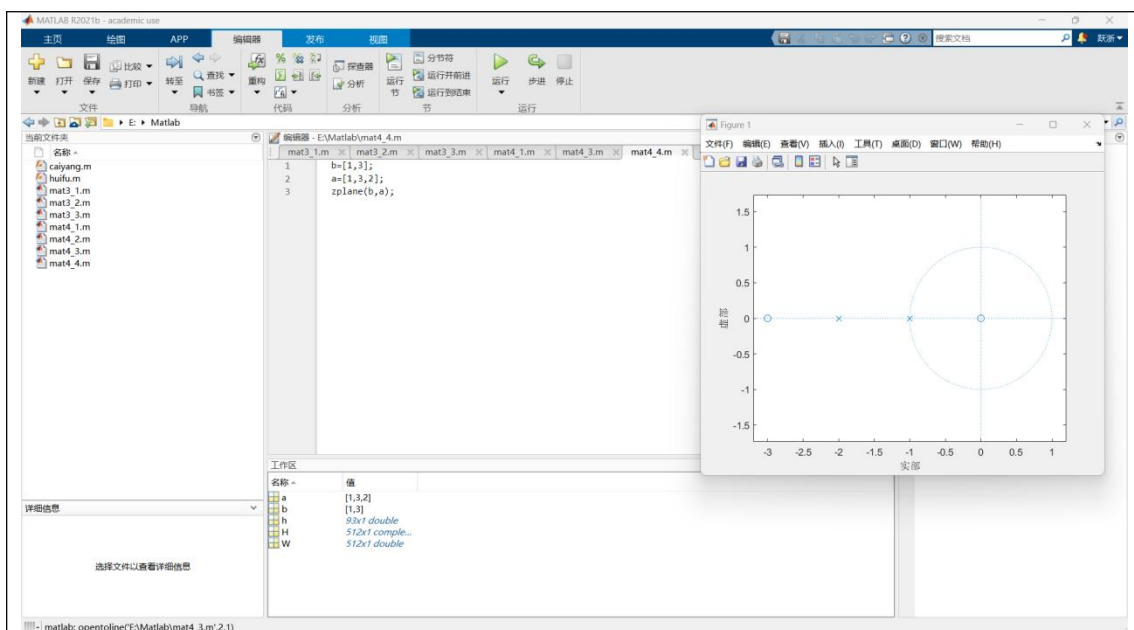 MATLAB R2021b - academic use
主页 绘图 APP 编辑器 发布 视图
搜索文档 跃浙
新建 打开 保存 比较 打印 转至 查找 书签 重构 探查器 分析 运行节 分节符 运行并前进 运行到结束 运行 步进 停止
文件 导航 代码 分析 节 运行
E: Matlab
当前文件夹
名称
caiyang.m
huifu.m
mat3_1.m
mat3_2.m
mat3_3.m
mat4_1.m
mat4_2.m
mat4_3.m
mat4_4.m
详细信息
选择文件以查看详细信息
编辑器 - E:\Matlab\mat4_4.m
mat3_1.m mat3_2.m mat3_3.m mat4_1.m mat4_3.m mat4_4.m
1 b=[1,3];
2 a=[1,3,2];
3 zplane(b,a);
工作区
名称 值
a [1,3,2]
b [1,3]
h 93x1 double
H 512x1 comple...
W 512x1 double
Figure 1
文件(F) 编辑(E) 查看(V) 插入(I) 工具(T) 桌面(D) 窗口(W) 帮助(H)
1.5
1
0.5
0
-0.5
-1
-1.5
虚部
-3 -2.5 -2 -1.5 -1 -0.5 0 0.5 1
实部
matlab: opentoline('E:\Matlab\mat4_3.m',2,1)